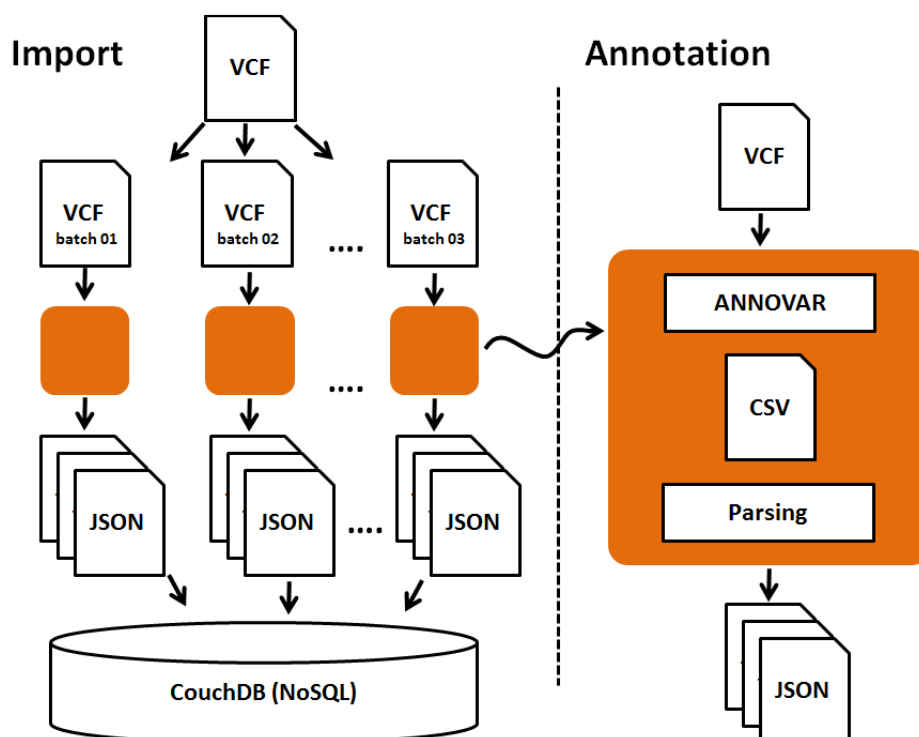 Import
VCF
VCF
batch 01
VCF
batch 02
....
VCF
batch 03
....
JSON
JSON
....
JSON
CouchDB (NoSQL)
Annotation
VCF
ANNOVAR
CSV
Parsing
JSON